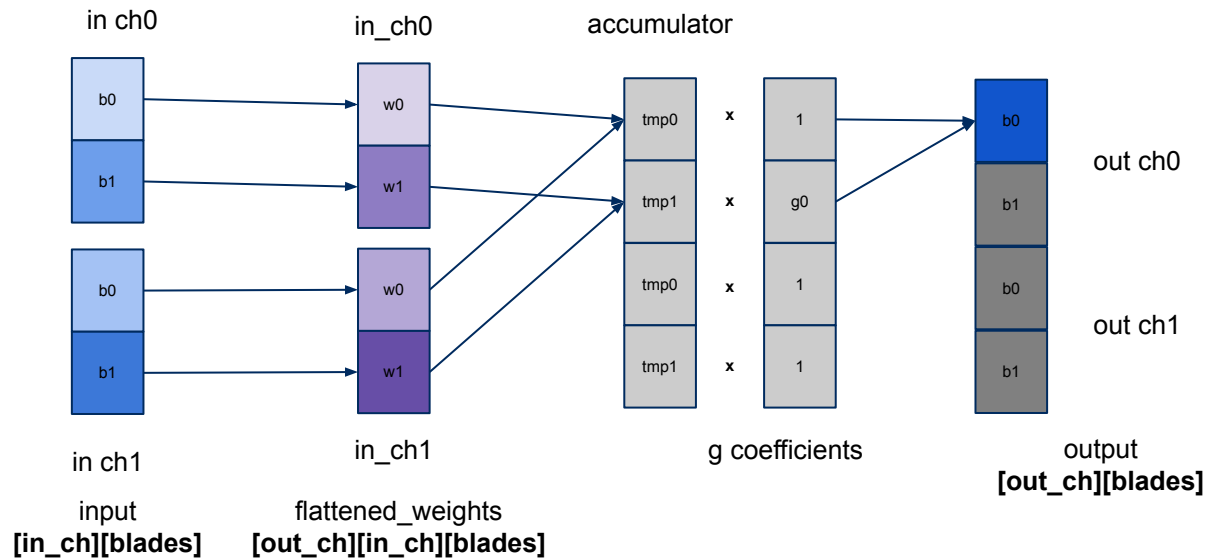 in ch0
in_ch0
accumulator
b0
w0
tmp0
x
1
b0
b1
w1
tmp1
x
g0
b1
out ch0
b0
w0
tmp0
x
1
b0
b1
w1
tmp1
x
1
b1
out ch1
in ch1
in_ch1
g coefficients
output
[out_ch][blades]
input
[in_ch][blades]
flattened_weights
[out_ch][in_ch][blades]